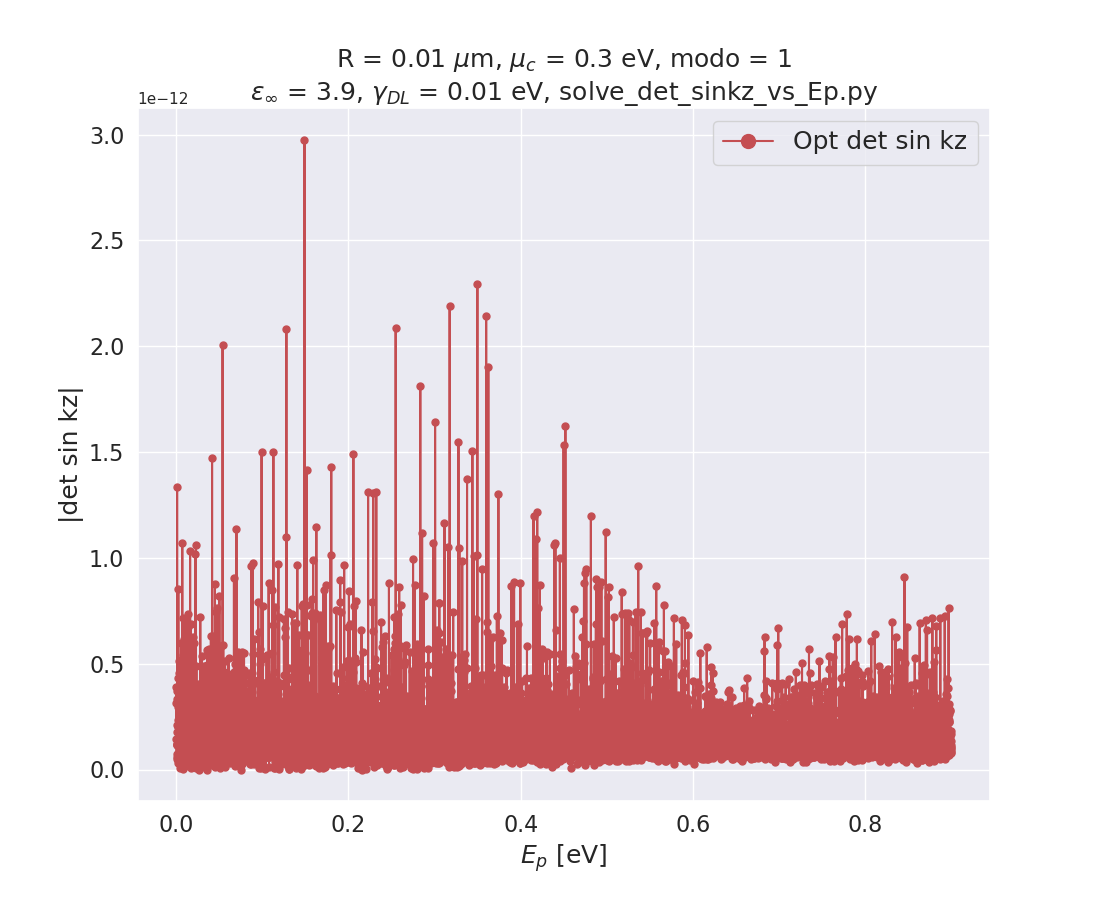 R = 0.01 μm, μ_c = 0.3 eV, modo = 1
ε_∞ = 3.9, γ_DL = 0.01 eV, solve_det_sinkz_vs_Ep.py
1e−12
Opt det sin kz
3.0
2.5
2.0
1.5
1.0
0.5
0.0
|det sin kz|
0.0 0.2 0.4 0.6 0.8
E_p [eV]